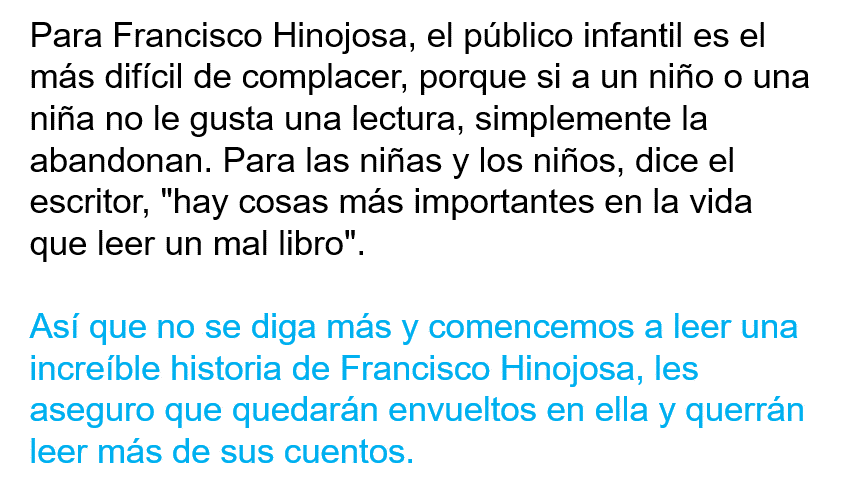 Para Francisco Hinojosa, el público infantil es el
más difícil de complacer, porque si a un niño o una
niña no le gusta una lectura, simplemente la
abandonan. Para las niñas y los niños, dice el
escritor, "hay cosas más importantes en la vida
que leer un mal libro".
Así que no se diga más y comencemos a leer una
increíble historia de Francisco Hinojosa, les
aseguro que quedarán envueltos en ella y querrán
leer más de sus cuentos.